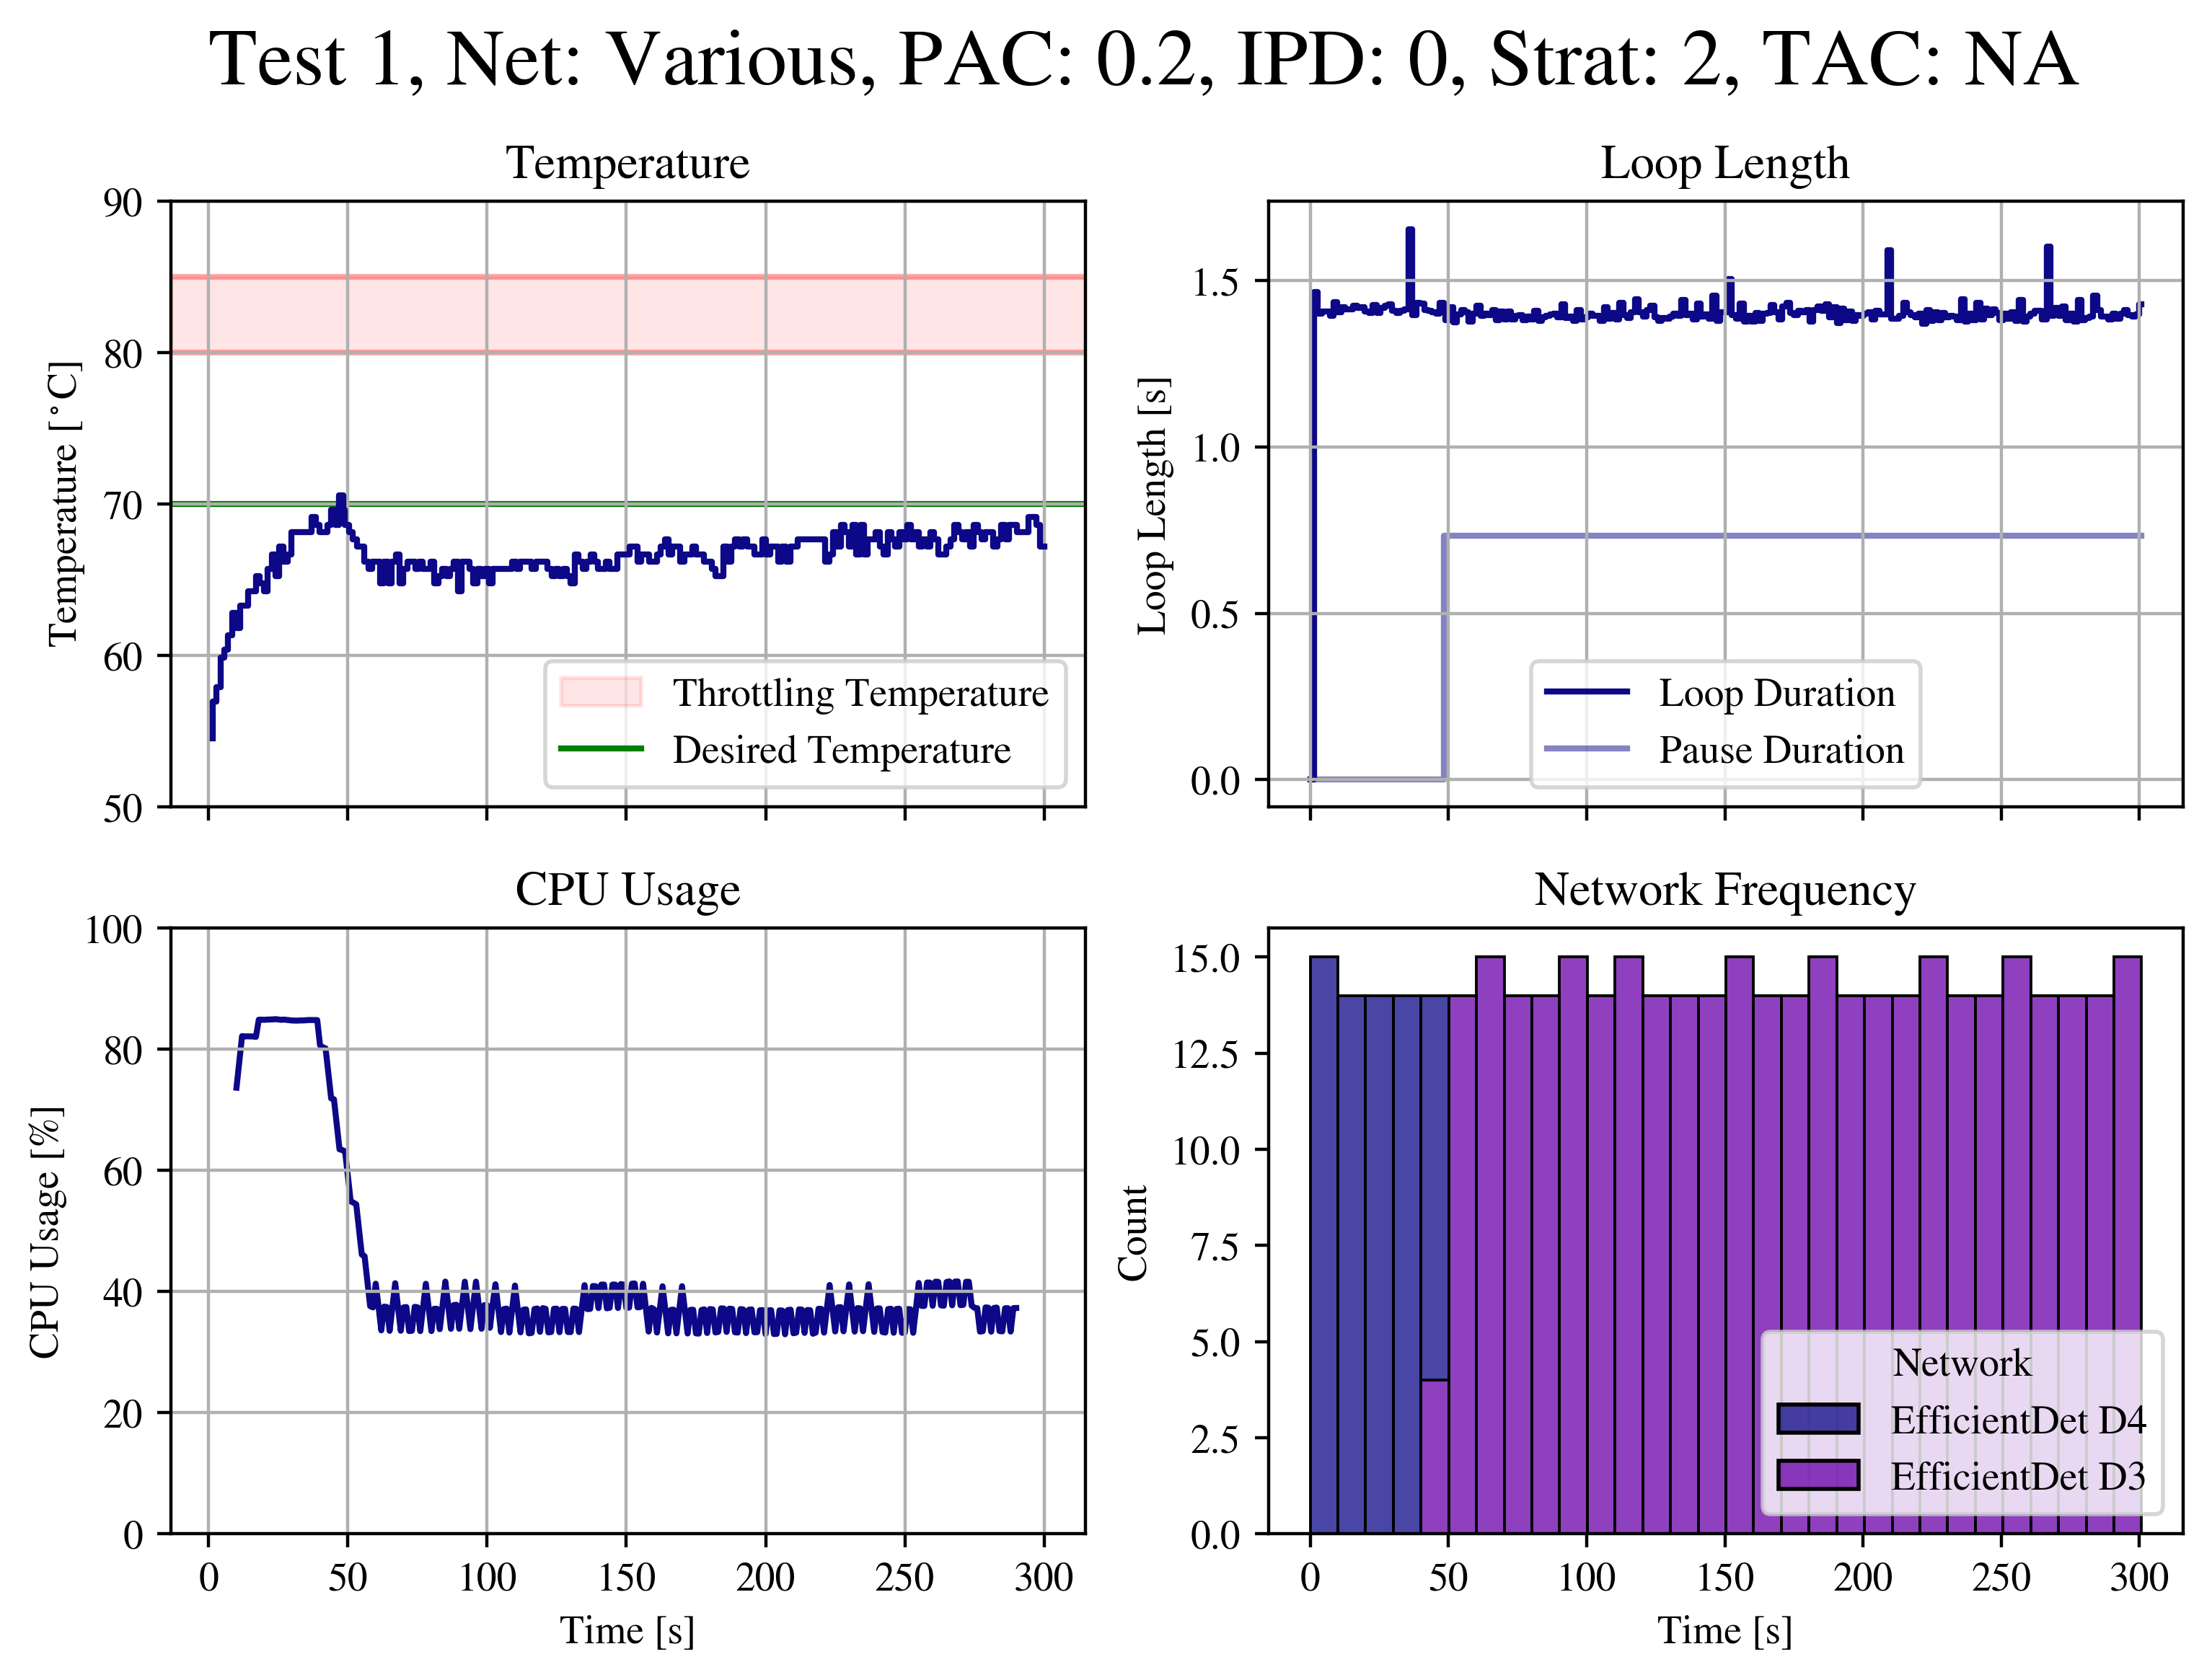 Test 1, Net: Various, PAC: 0.2, IPD: 0, Strat: 2, TAC: NA
Temperature
90
80
70
60
50
Temperature [°C]
Throttling Temperature
Desired Temperature
Loop Length
1.5
1.0
0.5
0.0
Loop Length [s]
Loop Duration
Pause Duration
CPU Usage
100
80
60
40
20
0
CPU Usage [%]
0 50 100 150 200 250 300
Time [s]
Network Frequency
15.0
12.5
10.0
7.5
5.0
2.5
0.0
Count
Network
EfficientDet D4
EfficientDet D3
0 50 100 150 200 250 300
Time [s]